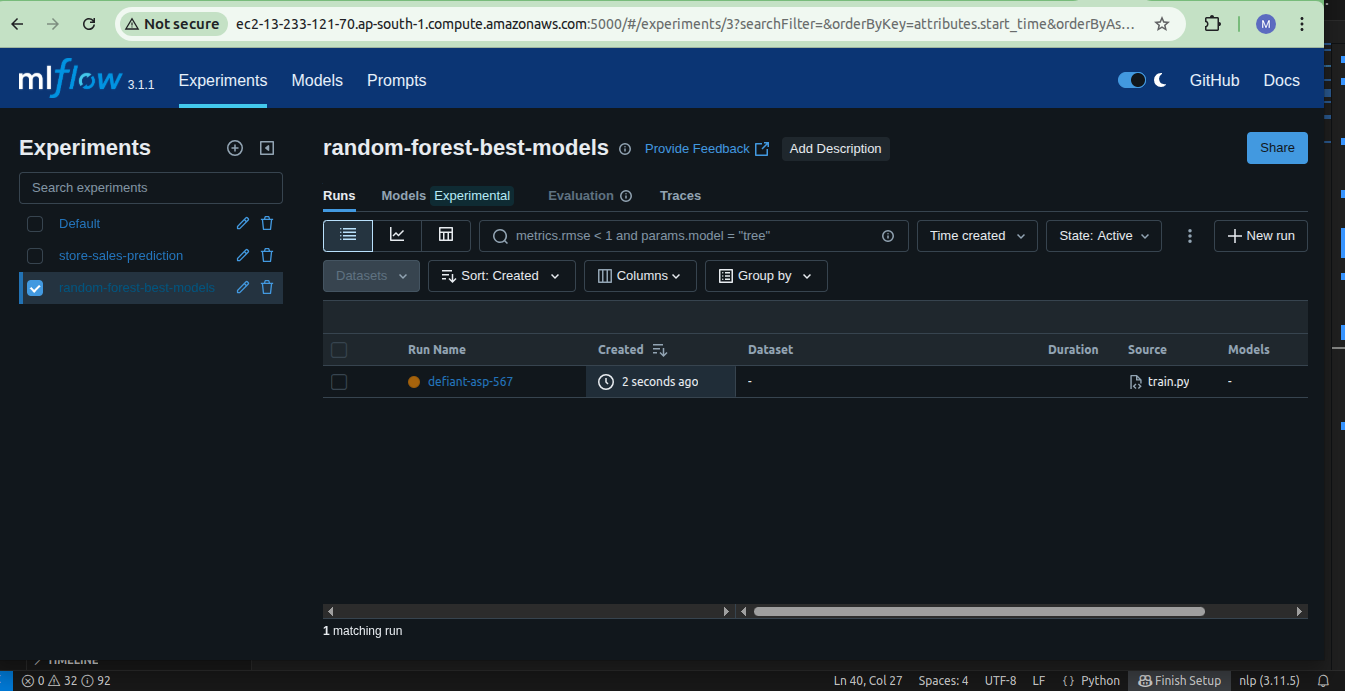 Not secure ec2-13-233-121-70.ap-south-1.compute.amazonaws.com:5000/#/experiments/3?searchFilter=&orderByKey=attributes.start_time&orderByAs... M
mlflow 3.1.1 Experiments Models Prompts GitHub Docs
Experiments
random-forest-best-models Provide Feedback Add Description Share
Search experiments
Runs Models Experimental Evaluation Traces
Default
store-sales-prediction
random-forest-best-models
metrics.rmse < 1 and params.model = "tree" Time created State: Active New run
Datasets Sort: Created Columns Group by
Run Name Created Dataset Duration Source Models
defiant-asp-567 2 seconds ago - train.py -
1 matching run
TIMELINE
0 32 92 Ln 40, Col 27 Spaces: 4 UTF-8 LF {} Python Finish Setup nlp (3.11.5)